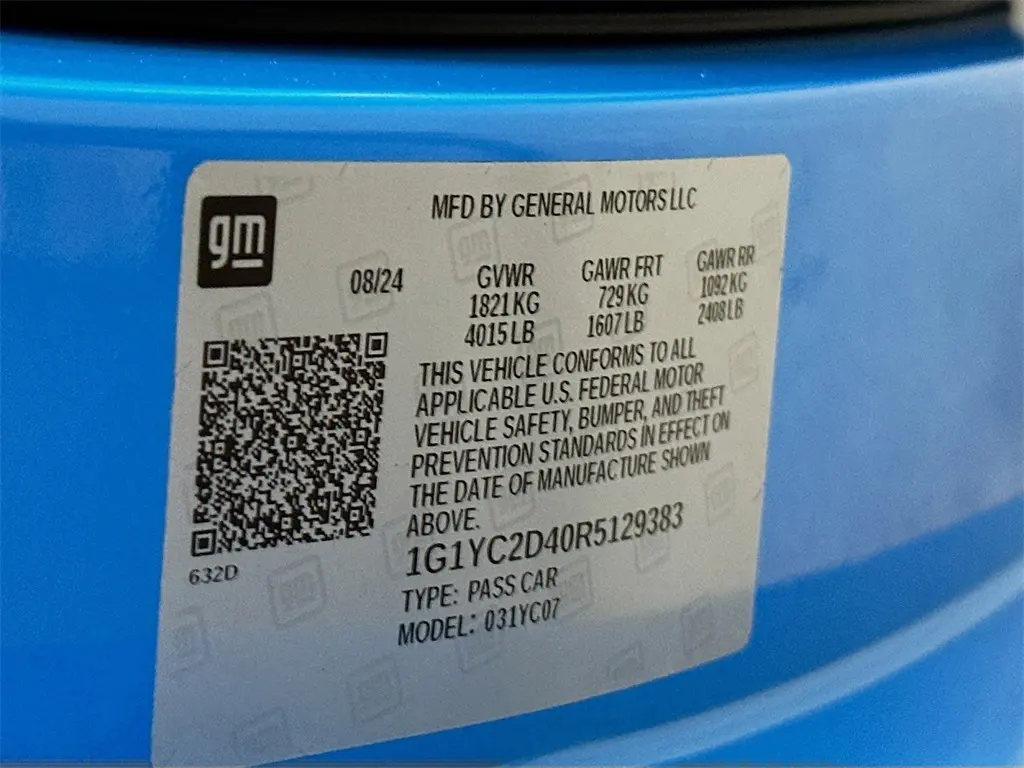 gm
MFD BY GENERAL MOTORS LLC
08/24 GVWR GAWR FRT GAWR RR
1821 KG 729 KG 1092 KG
4015 LB 1607 LB 2408 LB
THIS VEHICLE CONFORMS TO ALL
APPLICABLE U.S. FEDERAL MOTOR
VEHICLE SAFETY, BUMPER, AND THEFT
PREVENTION STANDARDS IN EFFECT ON
THE DATE OF MANUFACTURE SHOWN
ABOVE.
1G1YC2D40R5129383
632D
TYPE: PASS CAR
MODEL: 031YC07